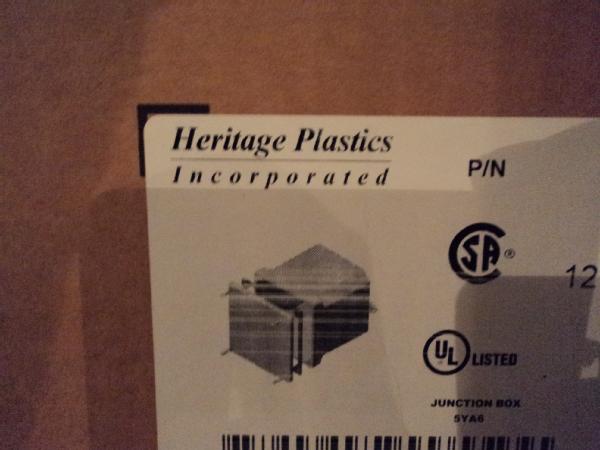 Heritage Plastics
Incorporated
P/N
SA ®
12
UL LISTED
JUNCTION BOX
5YA6